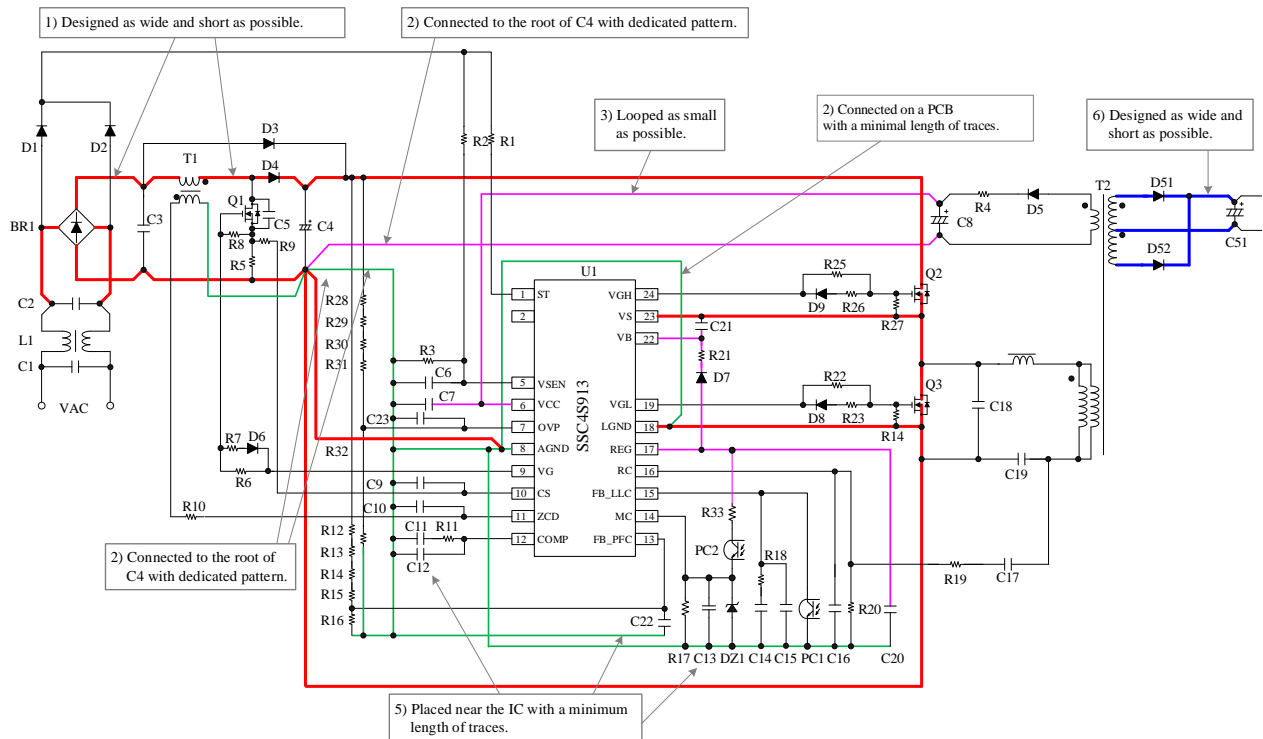 1) Designed as wide and short as possible.
2) Connected to the root of C4 with dedicated pattern.
3) Looped as small
as possible.
2) Connected on a PCB
with a minimal length of traces.
6) Designed as wide and
short as possible.
D1
D2
D3
R2
R1
T1
D4
Q1
C5
C3
C4
BR1
R8
R9
R5
C2
L1
C1
VAC
R28
R29
R30
R31
R3
C6
C7
C23
R32
R7
D6
R6
C9
C10
R10
C11
R11
C12
R12
R13
R14
R15
R16
2) Connected to the root of
C4 with dedicated pattern.
U1
SSC4S913
1
ST
2
5
VSEN
6
VCC
7
OVP
8
AGND
9
VG
10
CS
11
ZCD
12
COMP
VGH
24
VS
23
VB
22
VGL
19
LGND
18
REG
17
RC
16
FB_LLC
15
MC
14
FB_PFC
13
C8
R4
D5
T2
D51
D52
C51
R25
D9
R26
R27
Q2
C21
R21
D7
R22
D8
R23
R14
Q3
C18
C19
R33
PC2
R18
R19
C17
R20
C22
R17
C13
DZ1
C14
C15
PC1
C16
C20
5) Placed near the IC with a minimum
length of traces.